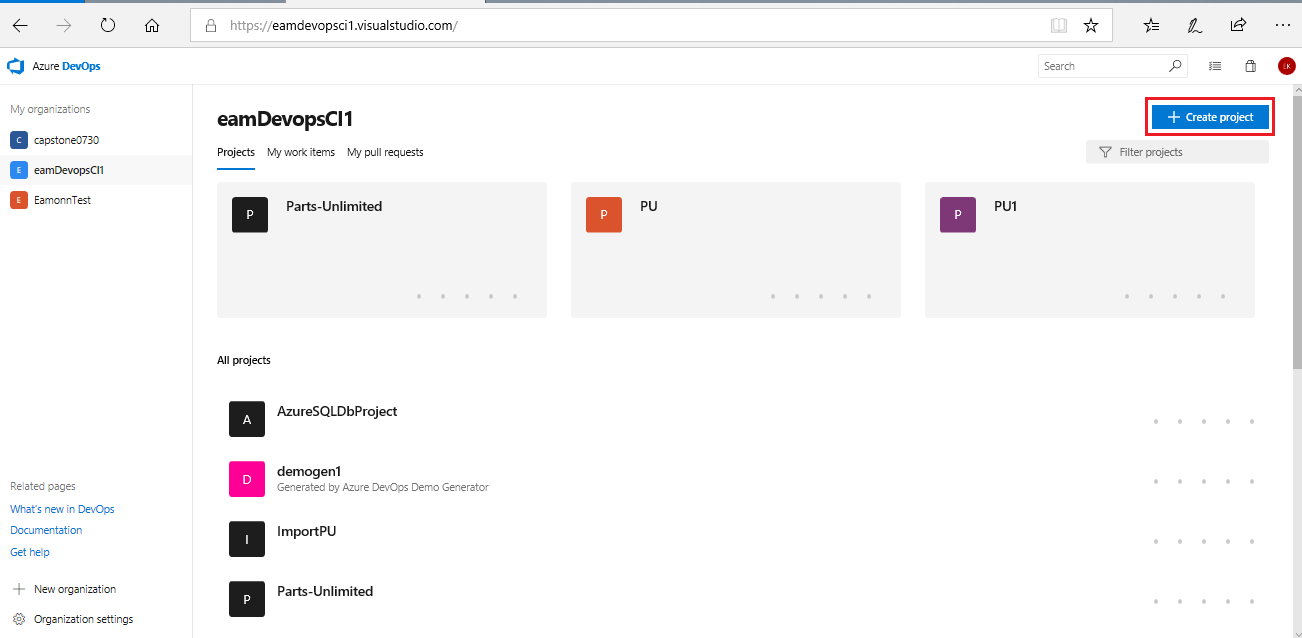 https://eamdevopsci1.visualstudio.com/
Azure DevOps
Search
EK
My organizations
C capstone0730
E eamDevopsCI1
E EamonnTest
eamDevopsCI1
Create project
Projects My work items My pull requests
Filter projects
P Parts-Unlimited
P PU
P PU1
All projects
A AzureSQLDbProject
D demogen1
Generated by Azure DevOps Demo Generator
I ImportPU
P Parts-Unlimited
Related pages
What's new in DevOps
Documentation
Get help
New organization
Organization settings